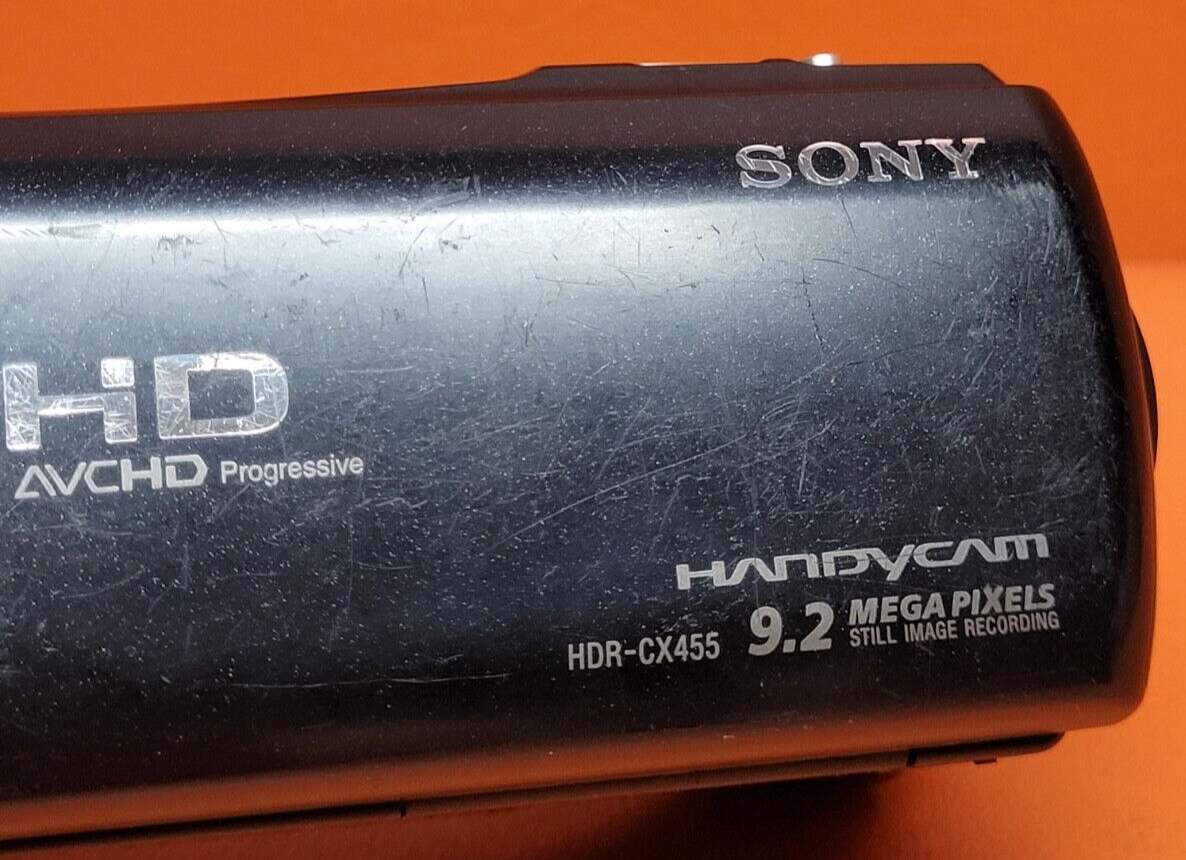 SONY
HD
AVCHD Progressive
HANDYCAM
HDR-CX455 9.2 MEGA PIXELS
STILL IMAGE RECORDING